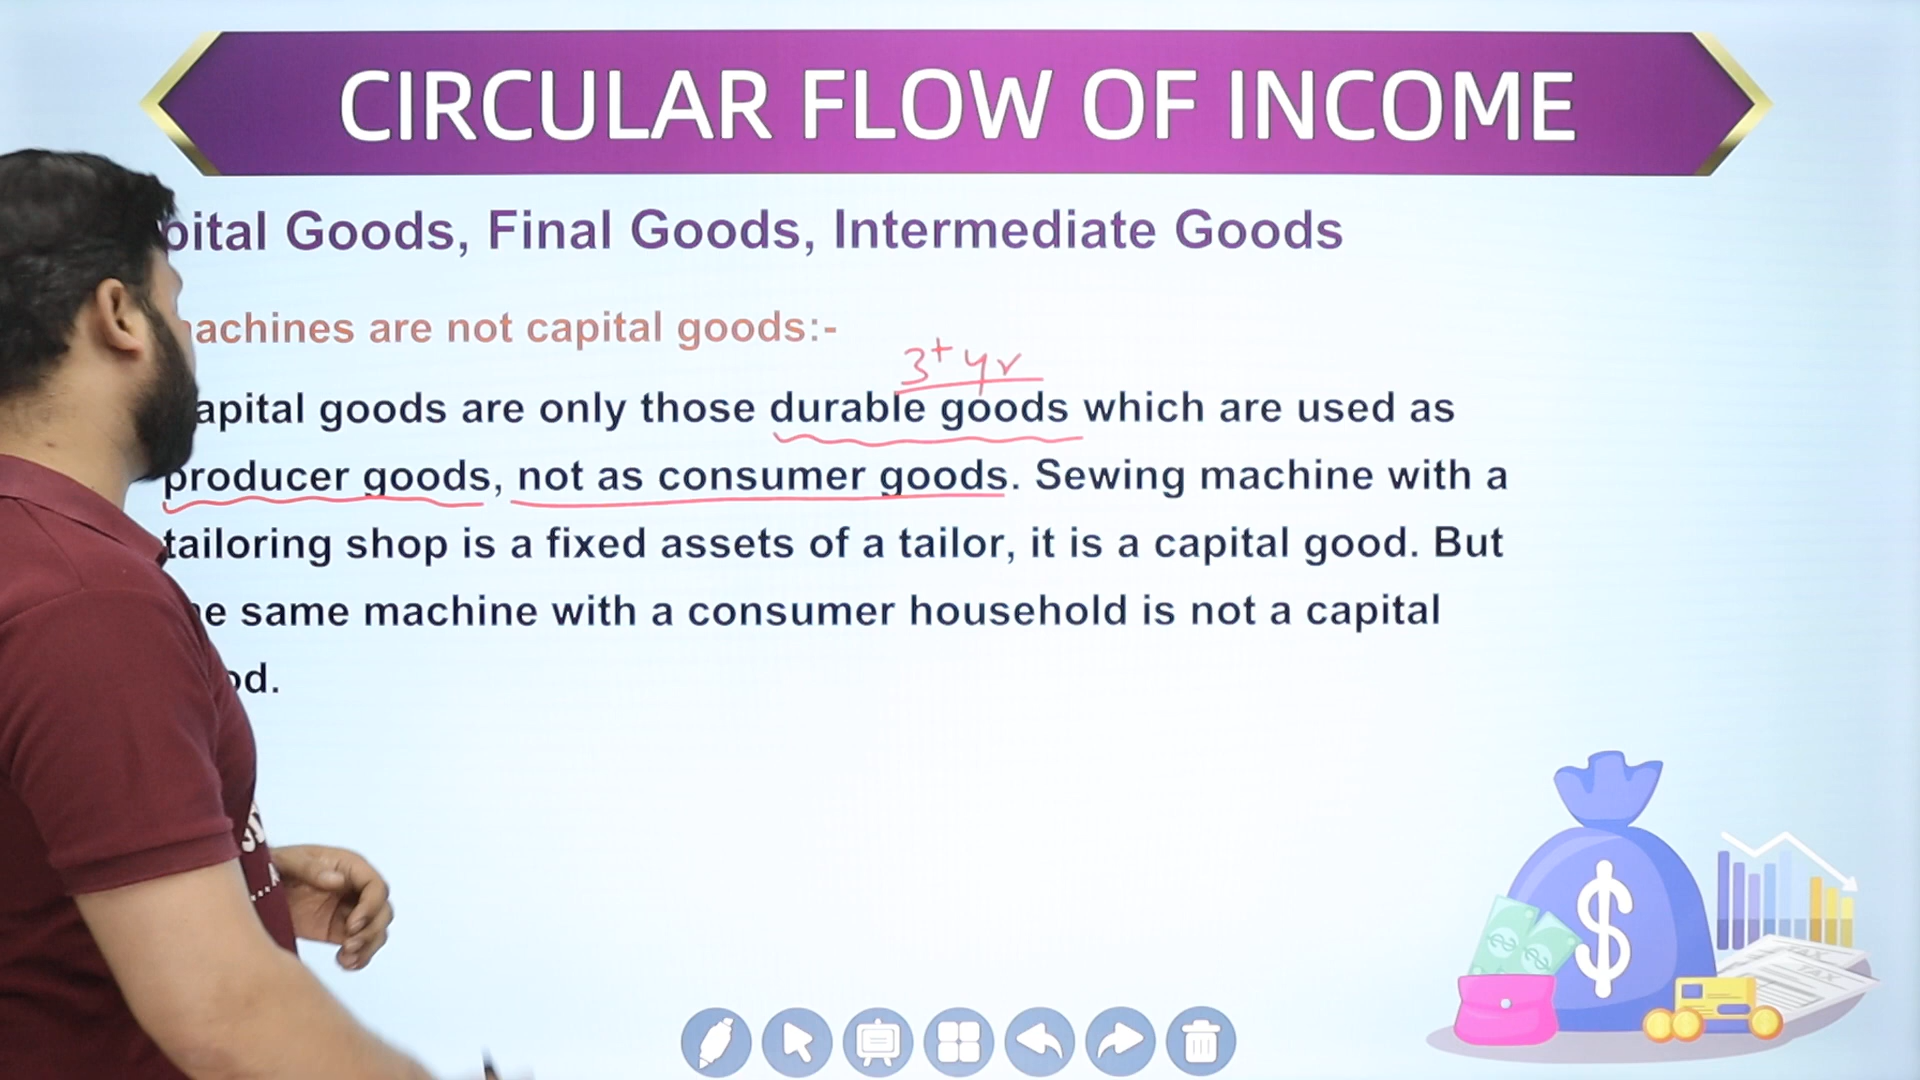 CIRCULAR FLOW OF INCOME
pital Goods, Final Goods, Intermediate Goods
achines are not capital goods:-
3+ yr
apital goods are only those durable goods which are used as
producer goods, not as consumer goods. Sewing machine with a
tailoring shop is a fixed assets of a tailor, it is a capital good. But
e same machine with a consumer household is not a capital
od.
$
TAX